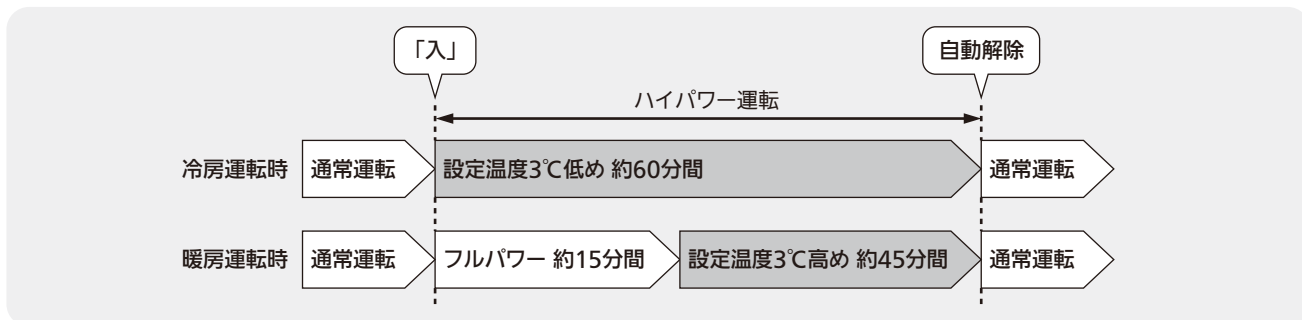 「入」
自動解除
ハイパワー運転
冷房運転時 通常運転 設定温度3℃低め 約60分間 通常運転
暖房運転時 通常運転 フルパワー 約15分間 設定温度3℃高め 約45分間 通常運転